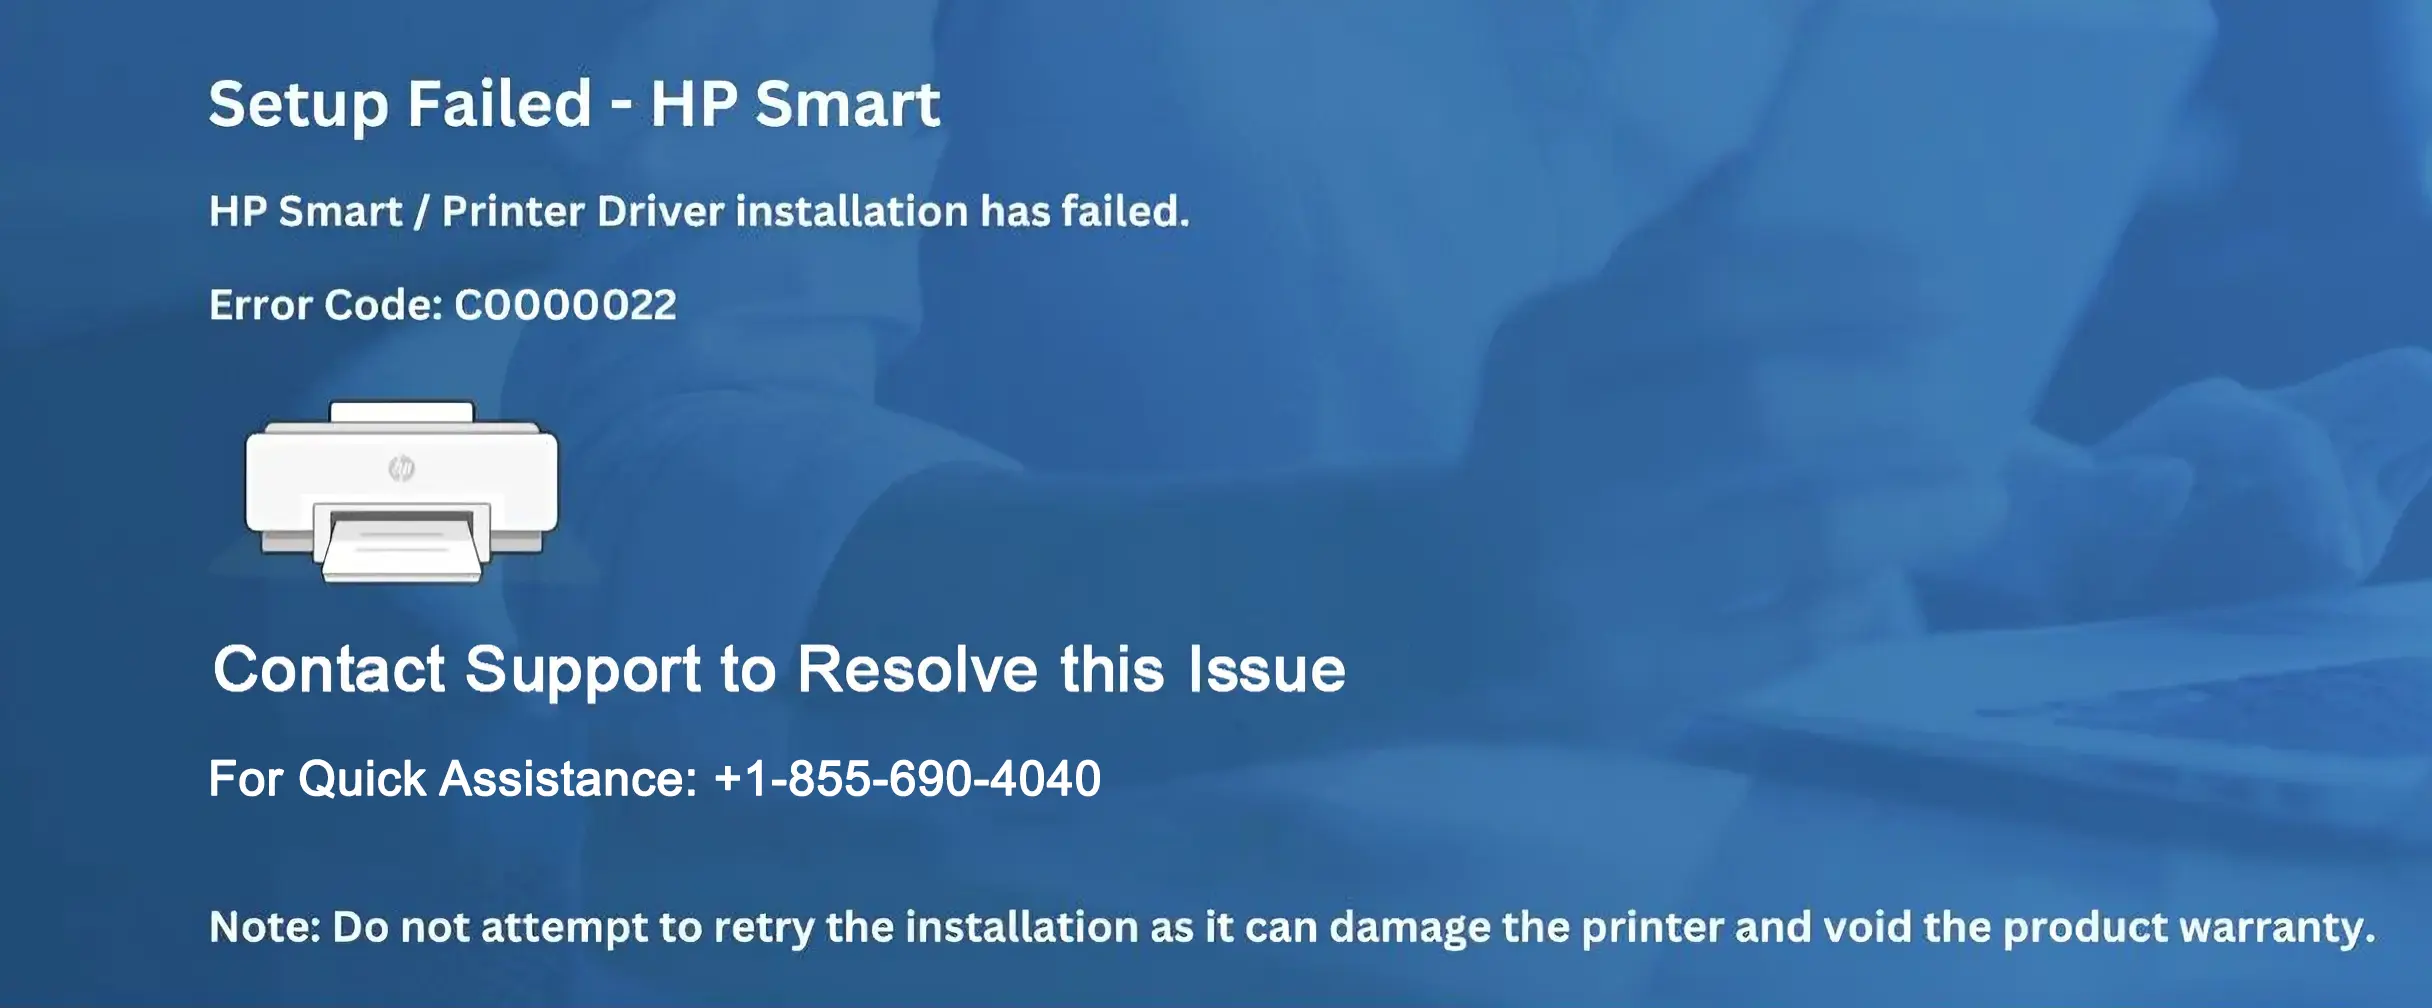 Setup Failed - HP Smart
HP Smart / Printer Driver installation has failed.
Error Code: C0000022
hp
Contact Support to Resolve this Issue
For Quick Assistance: +1-855-690-4040
Note: Do not attempt to retry the installation as it can damage the printer and void the product warranty.